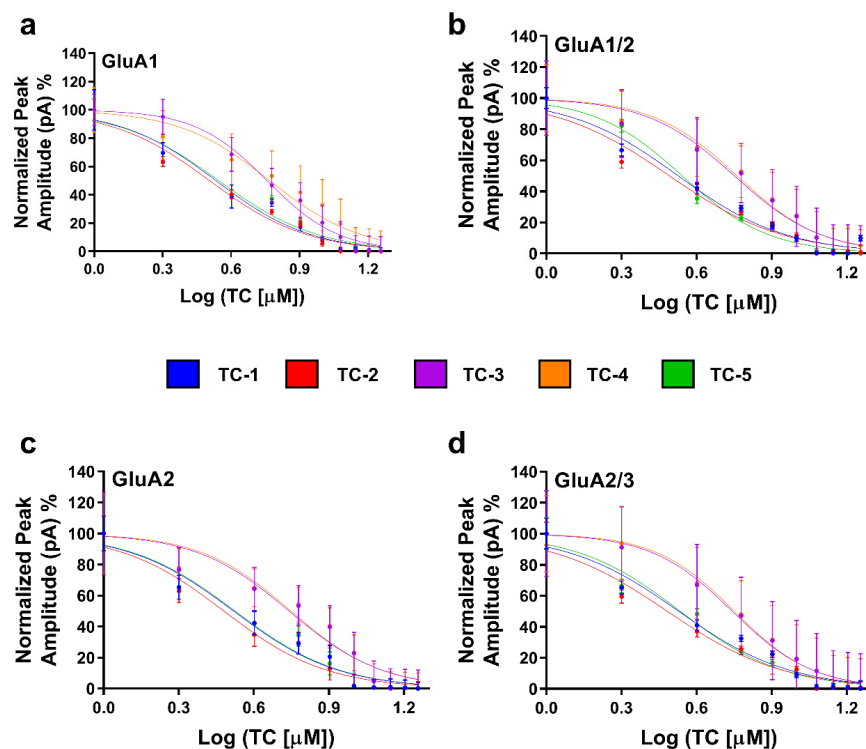 a
GluA1
Normalized Peak
Amplitude (pA) %
140
120
100
80
60
40
20
0
0.0 0.3 0.6 0.9 1.2
Log (TC [μM])
b
GluA1/2
Normalized Peak
Amplitude (pA) %
140
120
100
80
60
40
20
0
0.0 0.3 0.6 0.9 1.2
Log (TC [μM])
TC-1 TC-2 TC-3 TC-4 TC-5
c
GluA2
Normalized Peak
Amplitude (pA) %
140
120
100
80
60
40
20
0
0.0 0.3 0.6 0.9 1.2
Log (TC [μM])
d
GluA2/3
Normalized Peak
Amplitude (pA) %
140
120
100
80
60
40
20
0
0.0 0.3 0.6 0.9 1.2
Log (TC [μM])